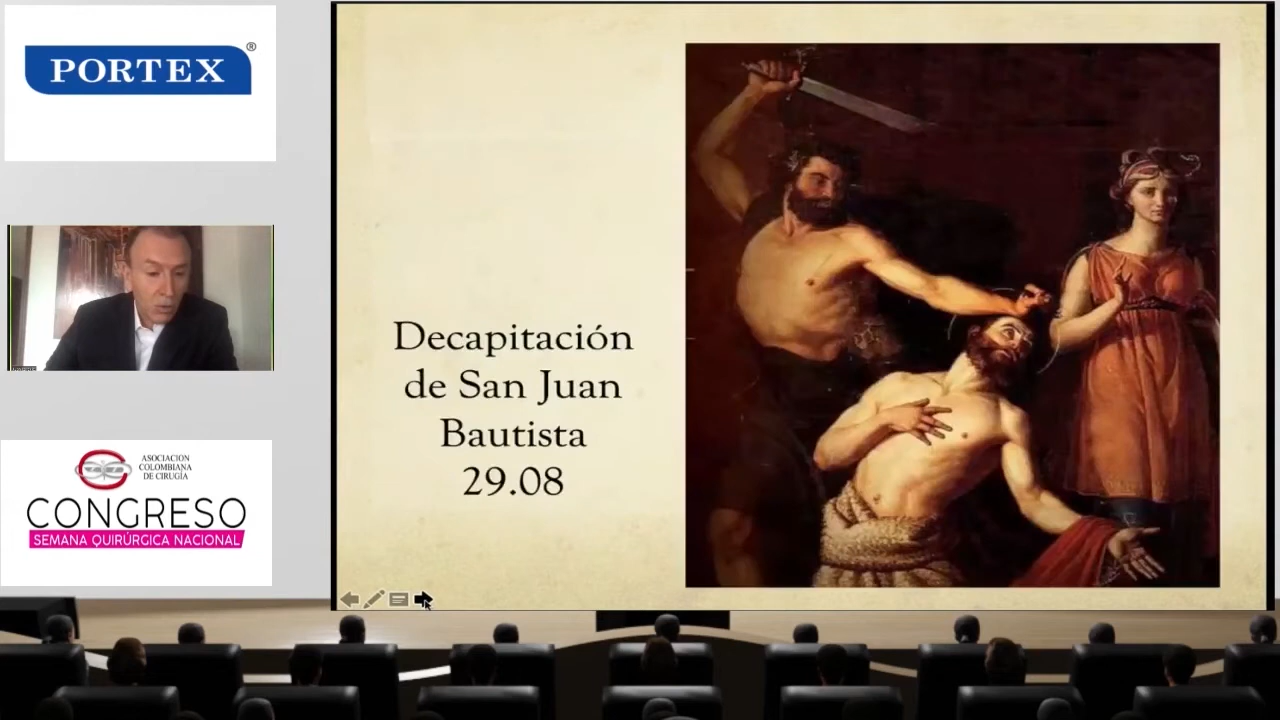 PORTEX®
ASOCIACION
COLOMBIANA
DE CIRUGÍA
CONGRESO
SEMANA QUIRÚRGICA NACIONAL
Decapitación
de San Juan
Bautista
29.08